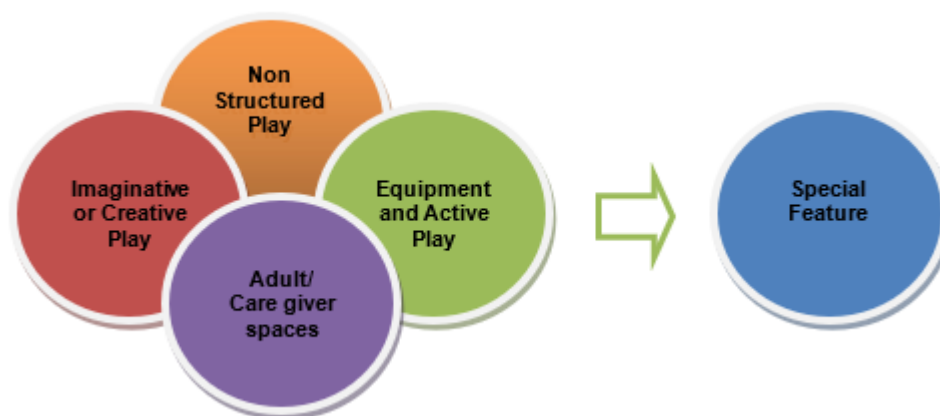 Non
Structured
Play
Imaginative
or Creative
Play
Equipment
and Active
Play
Adult/
Care giver
spaces
Special
Feature